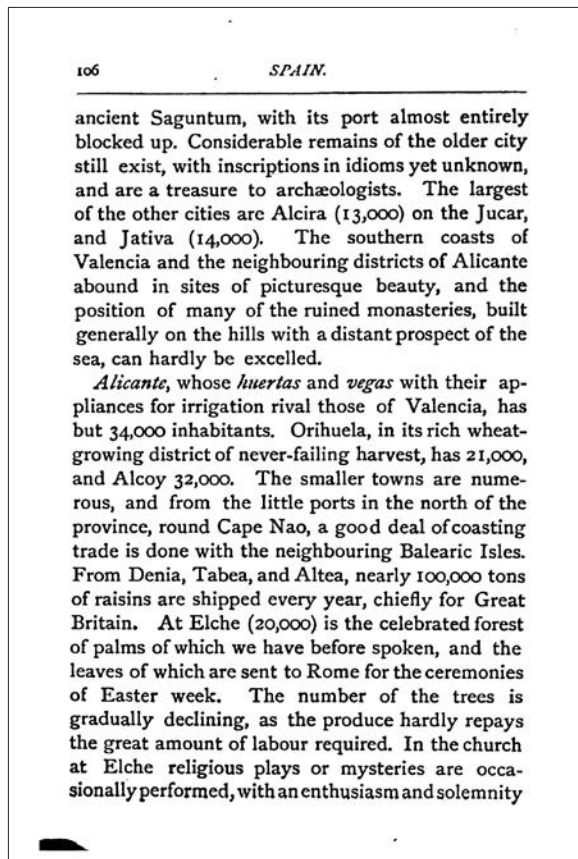 106 SPAIN.
ancient Saguntum, with its port almost entirely
blocked up. Considerable remains of the older city
still exist, with inscriptions in idioms yet unknown,
and are a treasure to archæologists. The largest
of the other cities are Alcira (13,000) on the Jucar,
and Jativa (14,000). The southern coasts of
Valencia and the neighbouring districts of Alicante
abound in sites of picturesque beauty, and the
position of many of the ruined monasteries, built
generally on the hills with a distant prospect of the
sea, can hardly be excelled.
Alicante, whose huertas and vegas with their ap-
pliances for irrigation rival those of Valencia, has
but 34,000 inhabitants. Orihuela, in its rich wheat-
growing district of never-failing harvest, has 21,000,
and Alcoy 32,000. The smaller towns are nume-
rous, and from the little ports in the north of the
province, round Cape Nao, a good deal of coasting
trade is done with the neighbouring Balearic Isles.
From Denia, Tabea, and Altea, nearly 100,000 tons
of raisins are shipped every year, chiefly for Great
Britain. At Elche (20,000) is the celebrated forest
of palms of which we have before spoken, and the
leaves of which are sent to Rome for the ceremonies
of Easter week. The number of the trees is
gradually declining, as the produce hardly repays
the great amount of labour required. In the church
at Elche religious plays or mysteries are occa-
sionally performed, with an enthusiasm and solemnity